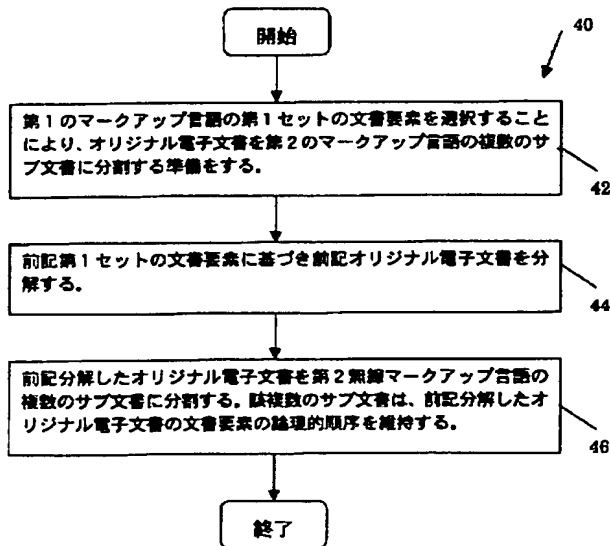 開始
40
第1のマークアップ言語の第1セットの文書要素を選択すること
により、オリジナル電子文書を第2のマークアップ言語の複数のサ
ブ文書に分割する準備をする。
42
前記第1セットの文書要素に基づき前記オリジナル電子文書を分
解する。
44
前記分解したオリジナル電子文書を第2無線マークアップ言語の
複数のサブ文書に分割する。該複数のサブ文書は、前記分解したオ
リジナル電子文書の文書要素の論理的順序を維持する。
46
終了